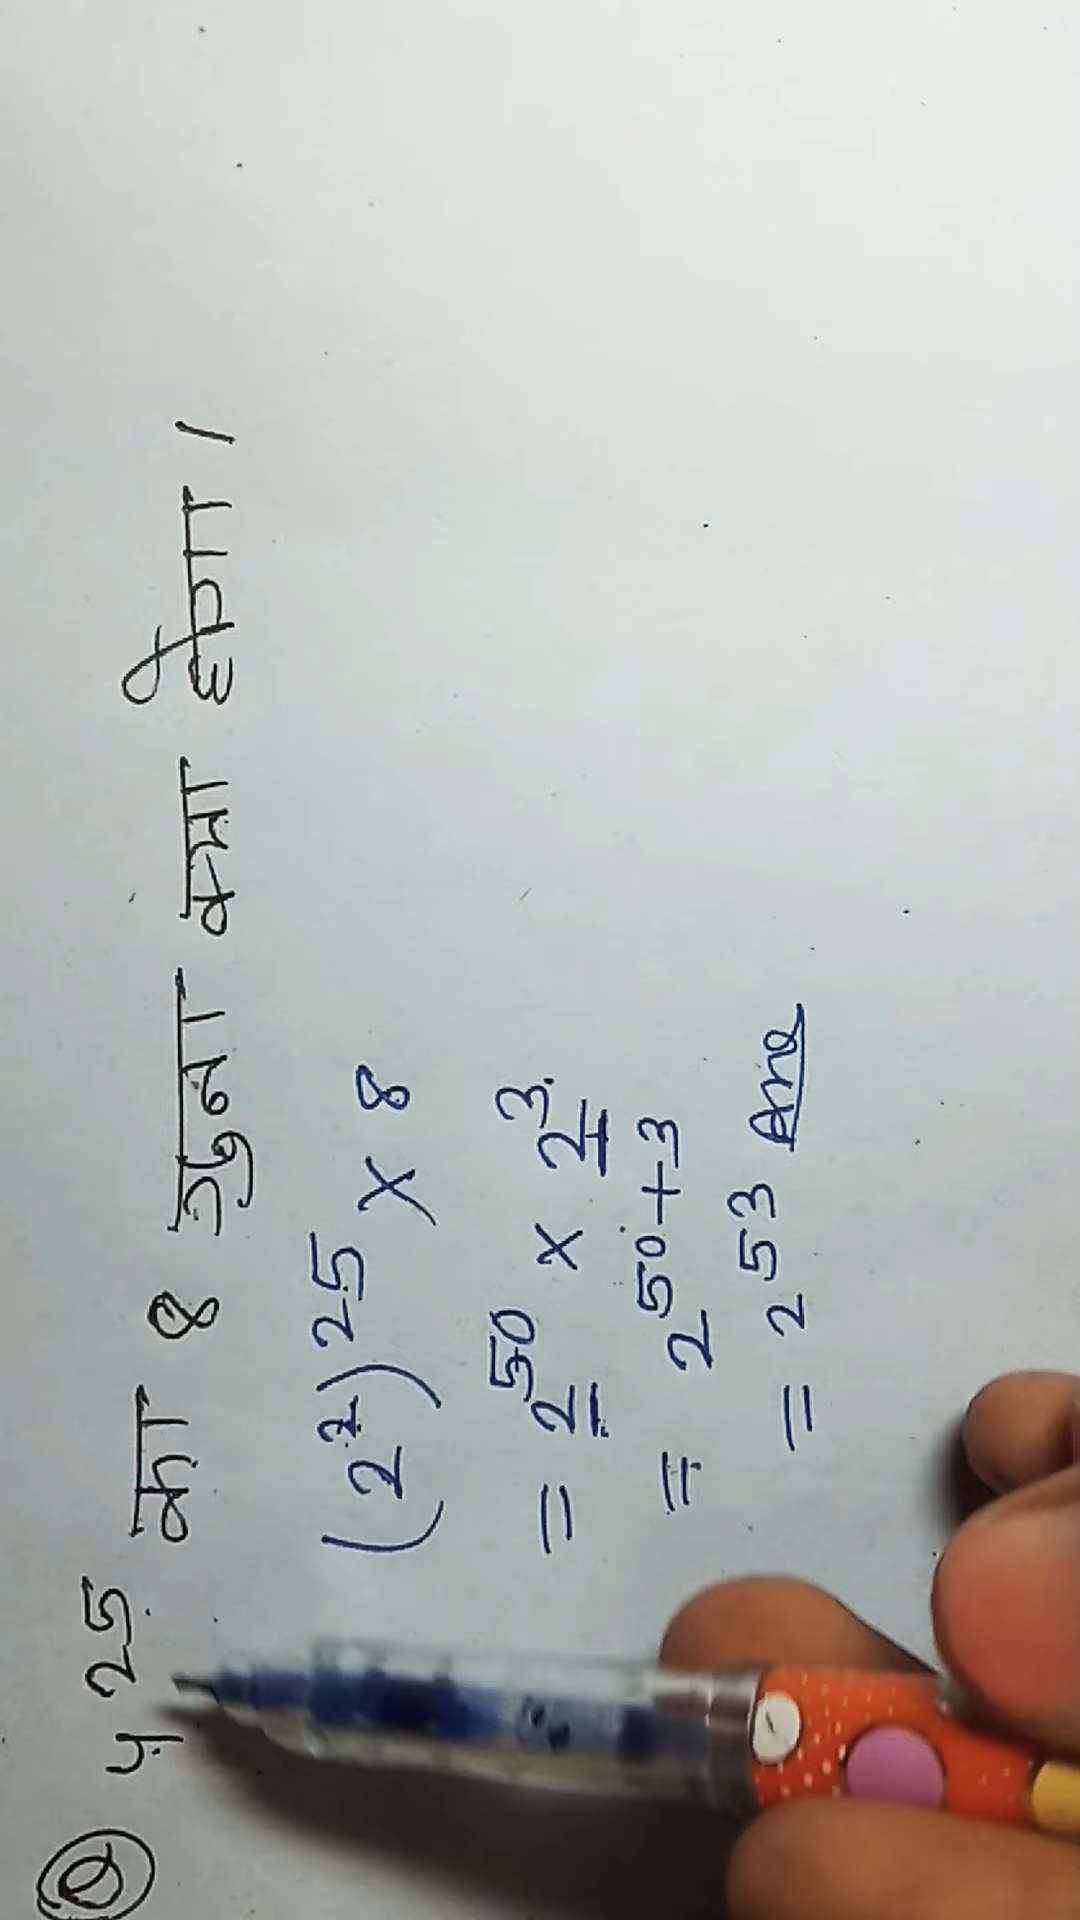 Q 4^25 का 8 गुना क्या होगा।
(2^2)^25 × 8
= 2^50 × 2^3
= 2^50+3
= 2^53 Ans